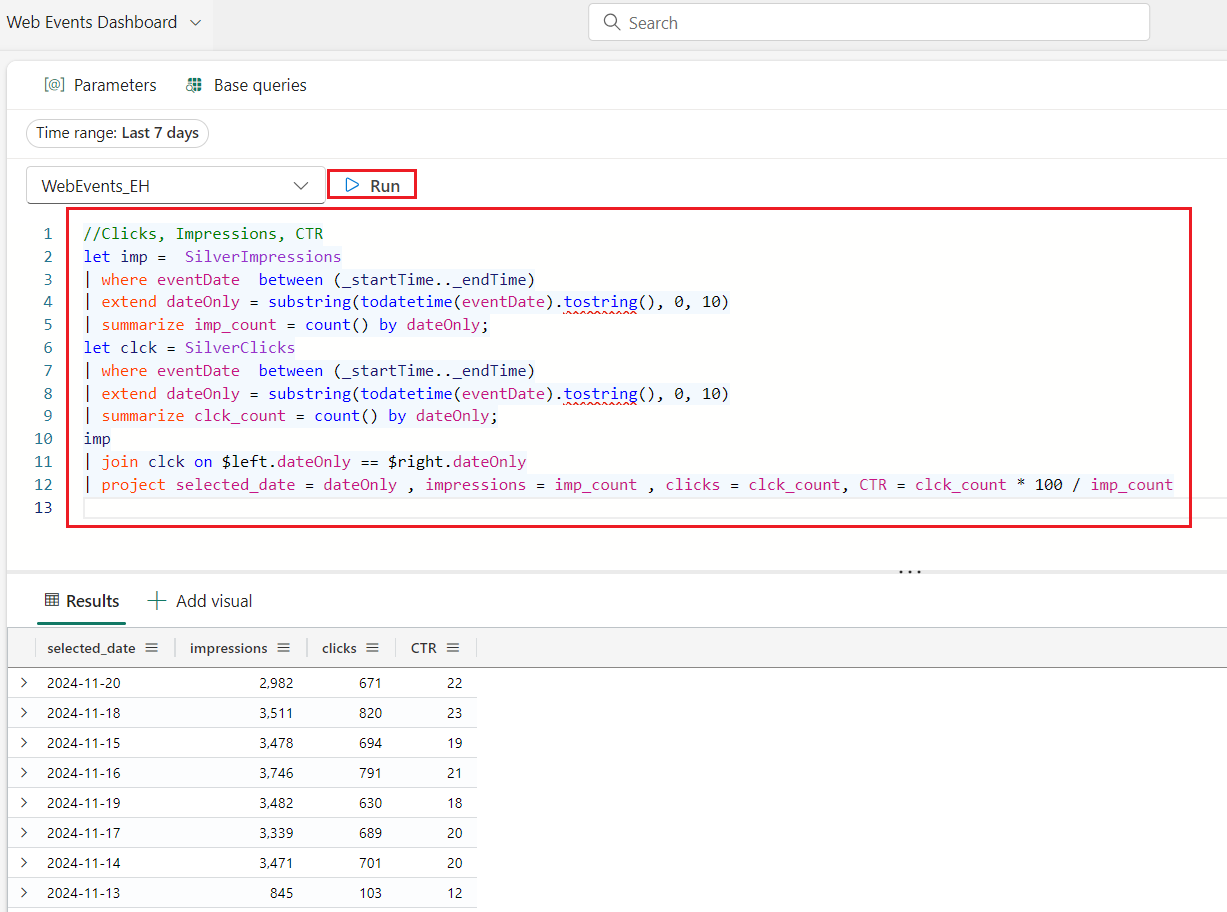 Web Events Dashboard
Search
[@] Parameters Base queries
Time range: Last 7 days
WebEvents_EH Run
1 //Clicks, Impressions, CTR
2 let imp =  SilverImpressions
3 | where eventDate  between (_startTime.._endTime)
4 | extend dateOnly = substring(todatetime(eventDate).tostring(), 0, 10)
5 | summarize imp_count = count() by dateOnly;
6 let clck = SilverClicks
7 | where eventDate  between (_startTime.._endTime)
8 | extend dateOnly = substring(todatetime(eventDate).tostring(), 0, 10)
9 | summarize clck_count = count() by dateOnly;
10 imp
11 | join clck on $left.dateOnly == $right.dateOnly
12 | project selected_date = dateOnly , impressions = imp_count , clicks = clck_count, CTR = clck_count * 100 / imp_count
13
Results Add visual
selected_date impressions clicks CTR
2024-11-20 2,982 671 22
2024-11-18 3,511 820 23
2024-11-15 3,478 694 19
2024-11-16 3,746 791 21
2024-11-19 3,482 630 18
2024-11-17 3,339 689 20
2024-11-14 3,471 701 20
2024-11-13 845 103 12